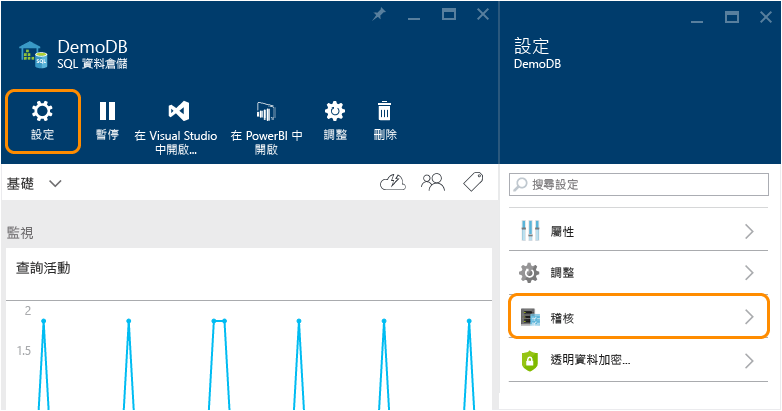 DemoDB
SQL 資料倉儲
設定
暫停
在 Visual Studio
中開啟...
在 PowerBI 中
開啟
調整
刪除
基礎
監視
查詢活動
2
1.5
設定
DemoDB
搜尋設定
屬性
調整
稽核
透明資料加密...